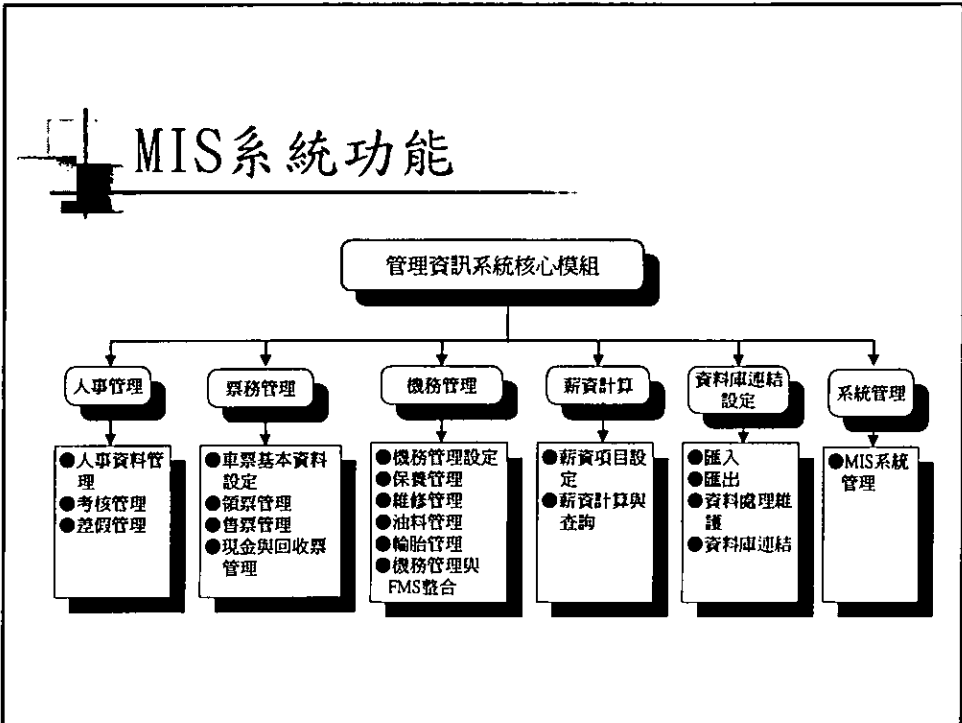 MIS系統功能
管理資訊系統核心模組
人事管理
●人事資料管
理
●考核管理
●差假管理
票務管理
●車票基本資料
設定
●領票管理
●售票管理
●現金與回收票
管理
機務管理
●機務管理設定
●保養管理
●維修管理
●油料管理
●輪胎管理
●機務管理與
FMS整合
薪資計算
●薪資項目設
定
●薪資計算與
查詢
資料庫連結
設定
●匯入
●匯出
●資料處理維
護
●資料庫連結
系統管理
●MIS系統
管理